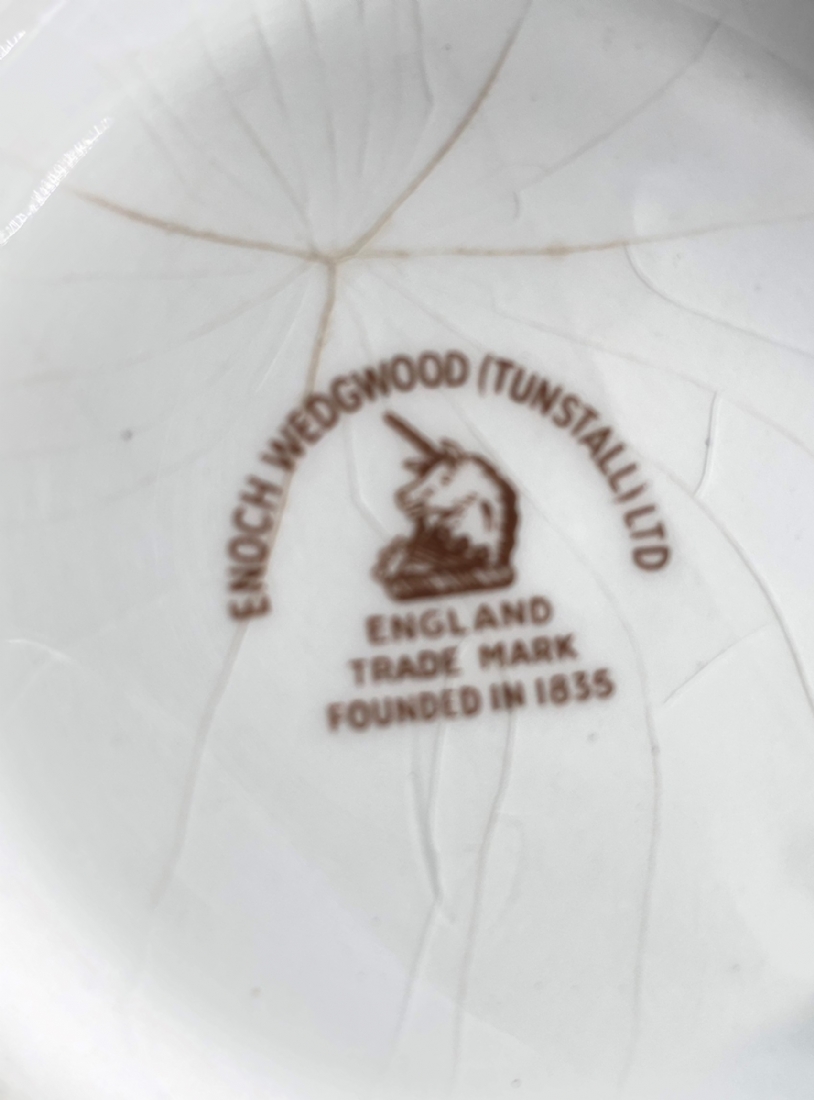 ENOCH WEDGWOOD (TUNSTALL) LTD
ENGLAND
TRADE MARK
FOUNDED IN 1835